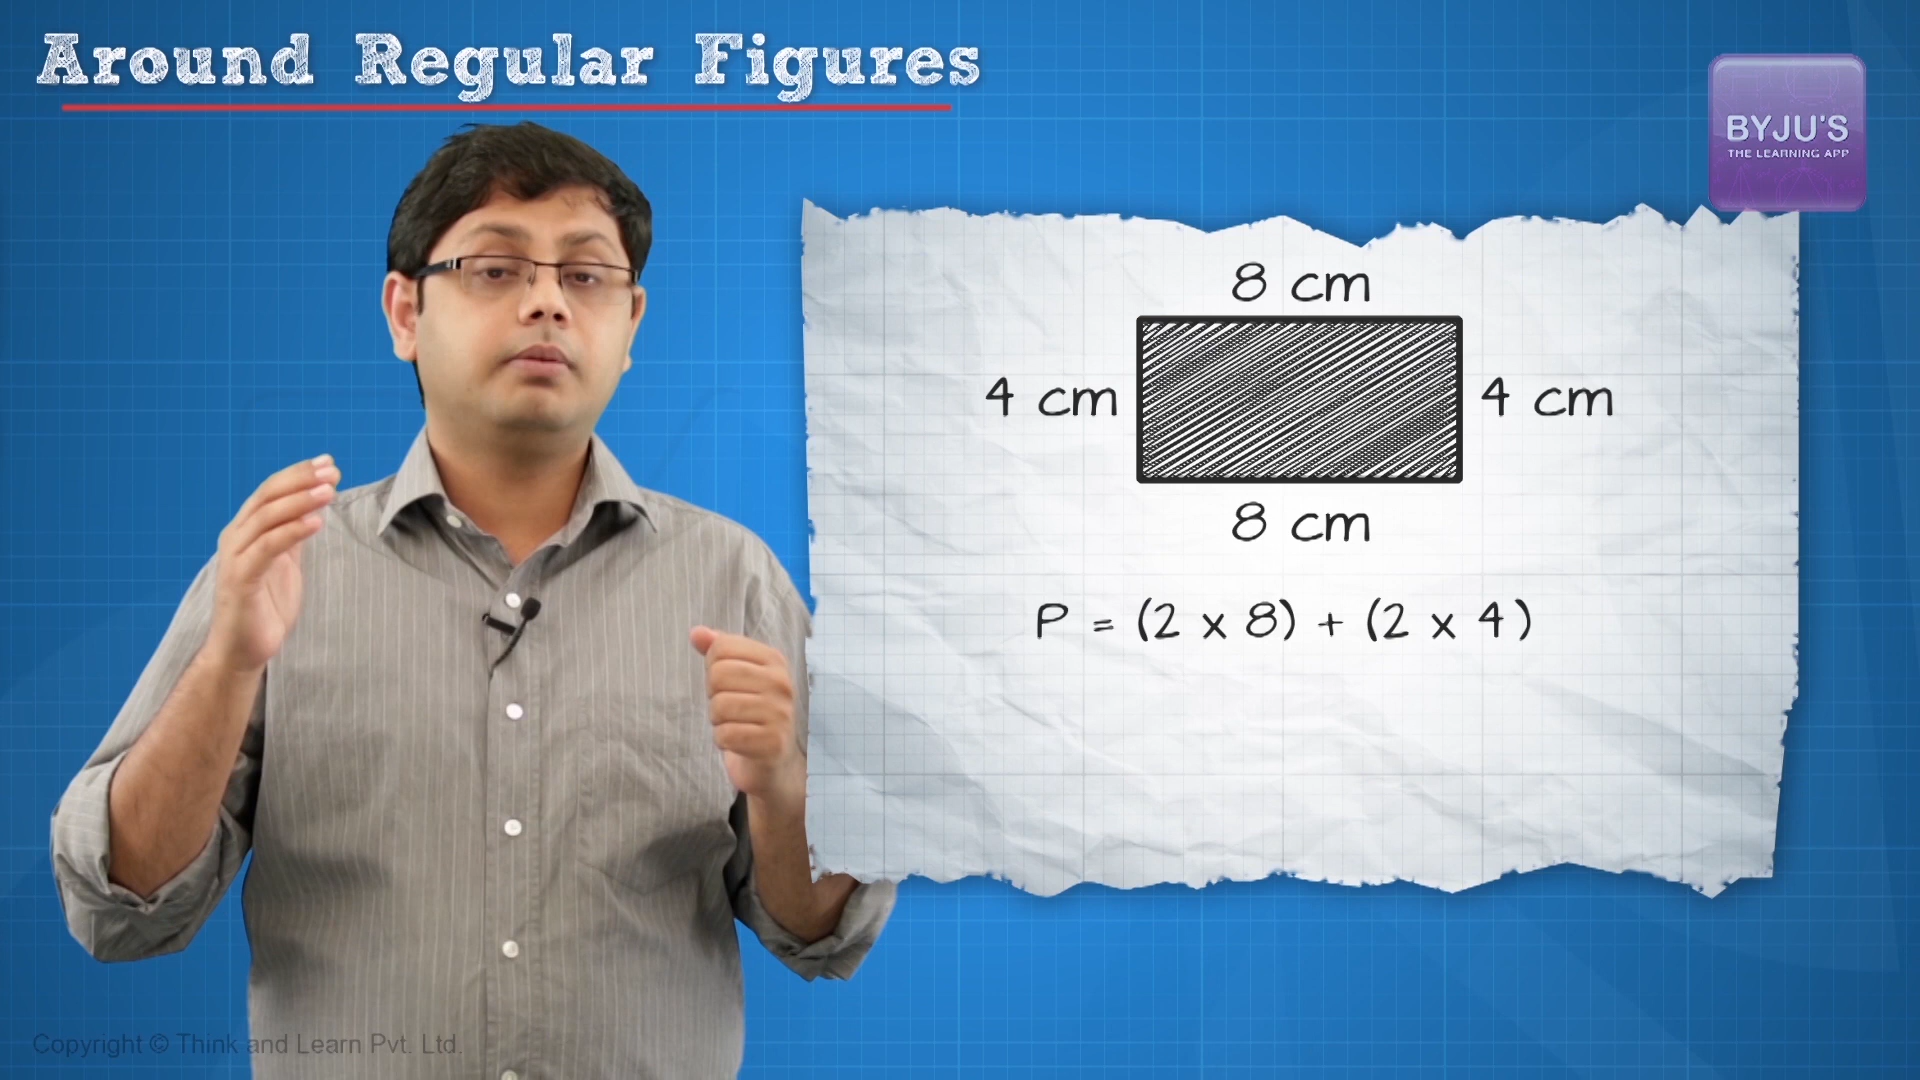 Around Regular Figures
BYJU'S
THE LEARNING APP
8 cm
4 cm
4 cm
8 cm
P = (2 x 8) + (2 x 4)
Copyright © Think and Learn Pvt. Ltd.